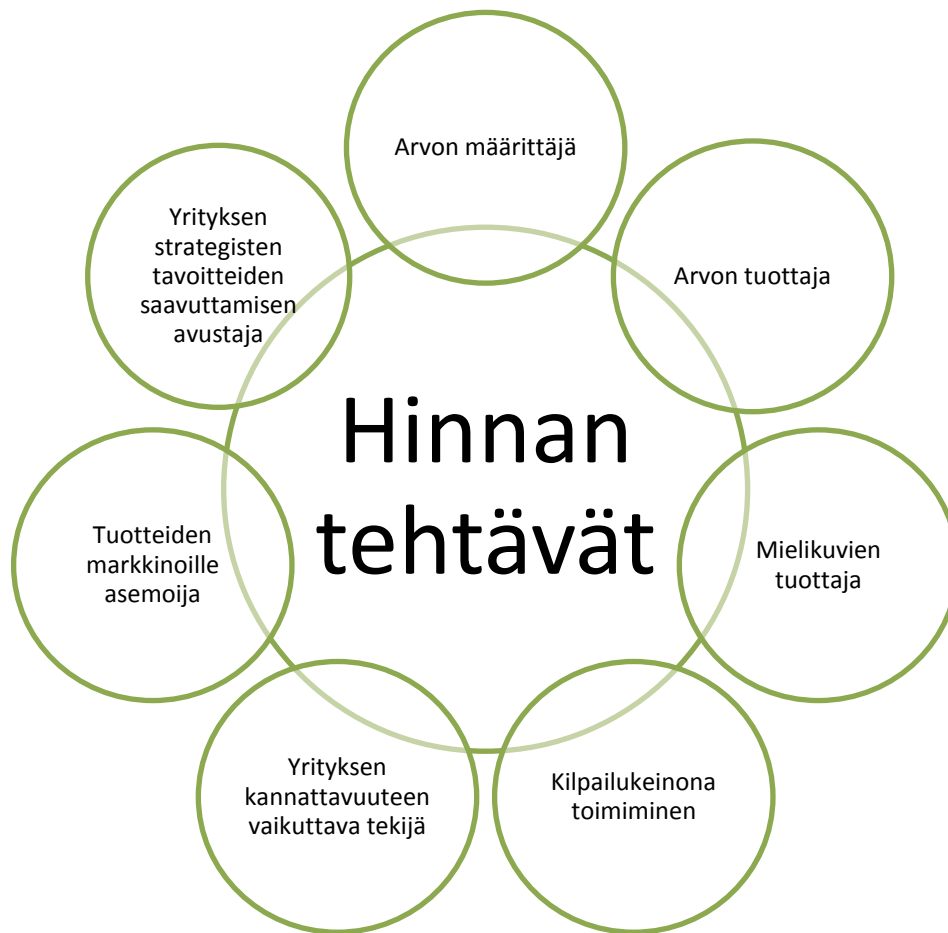 Arvon määrittäjä
Arvon tuottaja
Mielikuvien
tuottaja
Kilpailukeinona
toimiminen
Yrityksen
kannattavuuteen
vaikuttava tekijä
Tuotteiden
markkinoille
asemoija
Yrityksen
strategisten
tavoitteiden
saavuttamisen
avustaja
Hinnan
tehtävät